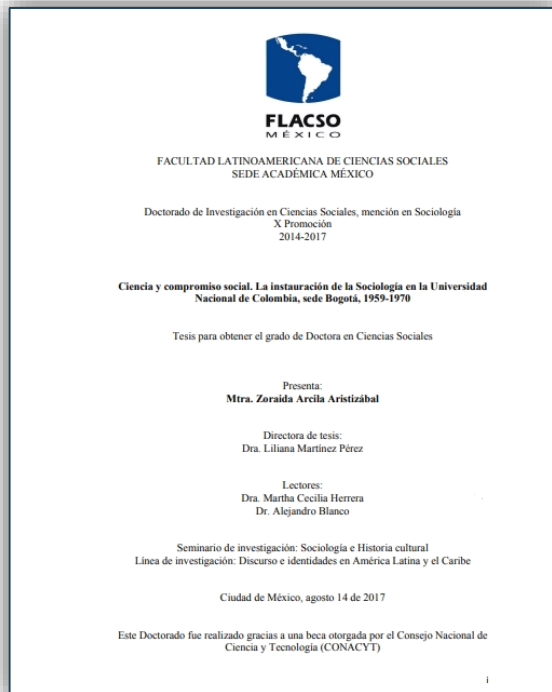 FLACSO
MÉXICO
FACULTAD LATINOAMERICANA DE CIENCIAS SOCIALES
SEDE ACADÉMICA MÉXICO
Doctorado de Investigación en Ciencias Sociales, mención en Sociología
X Promoción
2014-2017
Ciencia y compromiso social. La instauración de la Sociología en la Universidad
Nacional de Colombia, sede Bogotá, 1959-1970
Tesis para obtener el grado de Doctora en Ciencias Sociales
Presenta:
Mtra. Zoraida Arcila Aristizábal
Directora de tesis:
Dra. Liliana Martínez Pérez
Lectores:
Dra. Martha Cecilia Herrera
Dr. Alejandro Blanco
Seminario de investigación: Sociología e Historia cultural
Línea de investigación: Discurso e identidades en América Latina y el Caribe
Ciudad de México, agosto 14 de 2017
Este Doctorado fue realizado gracias a una beca otorgada por el Consejo Nacional de
Ciencia y Tecnología (CONACYT)
i